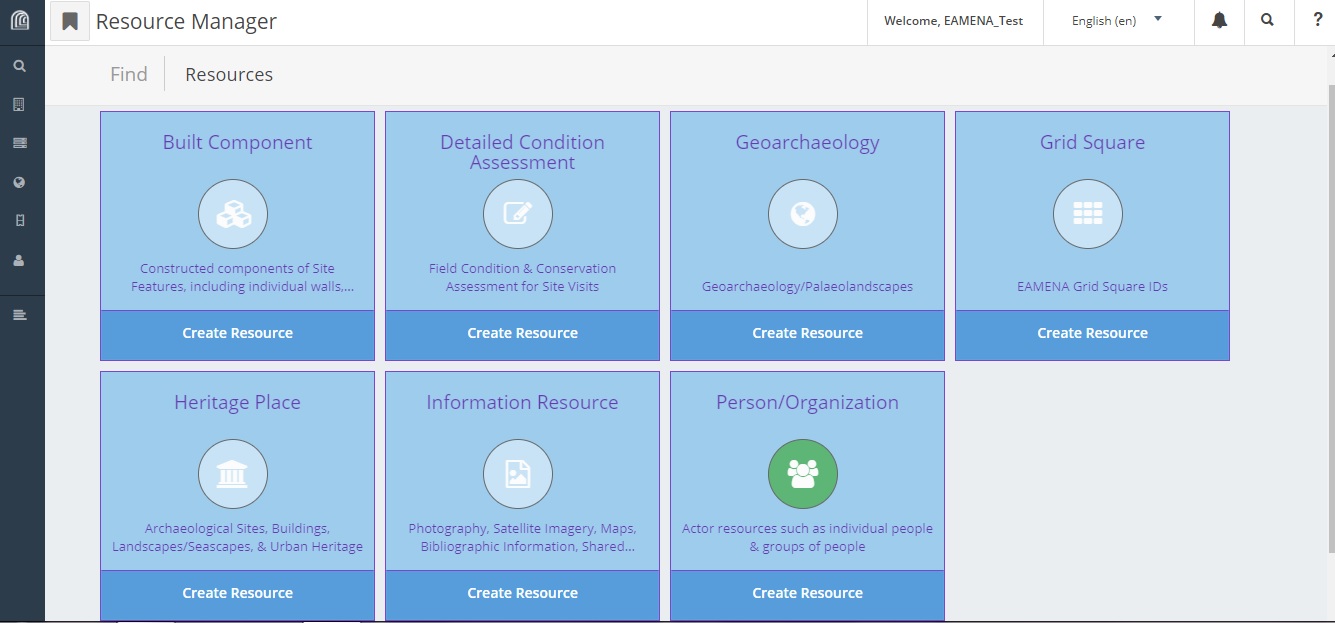 Resource Manager
Welcome, EAMENA_Test
English (en)
?
Find
Resources
Built Component
Constructed components of Site
Features, including individual walls,...
Create Resource
Detailed Condition
Assessment
Field Condition & Conservation
Assessment for Site Visits
Create Resource
Geoarchaeology
Geoarchaeology/Palaeolandscapes
Create Resource
Grid Square
EAMENA Grid Square IDs
Create Resource
Heritage Place
Archaeological Sites, Buildings,
Landscapes/Seascapes, & Urban Heritage
Create Resource
Information Resource
Photography, Satellite Imagery, Maps,
Bibliographic Information, Shared...
Create Resource
Person/Organization
Actor resources such as individual people
& groups of people
Create Resource